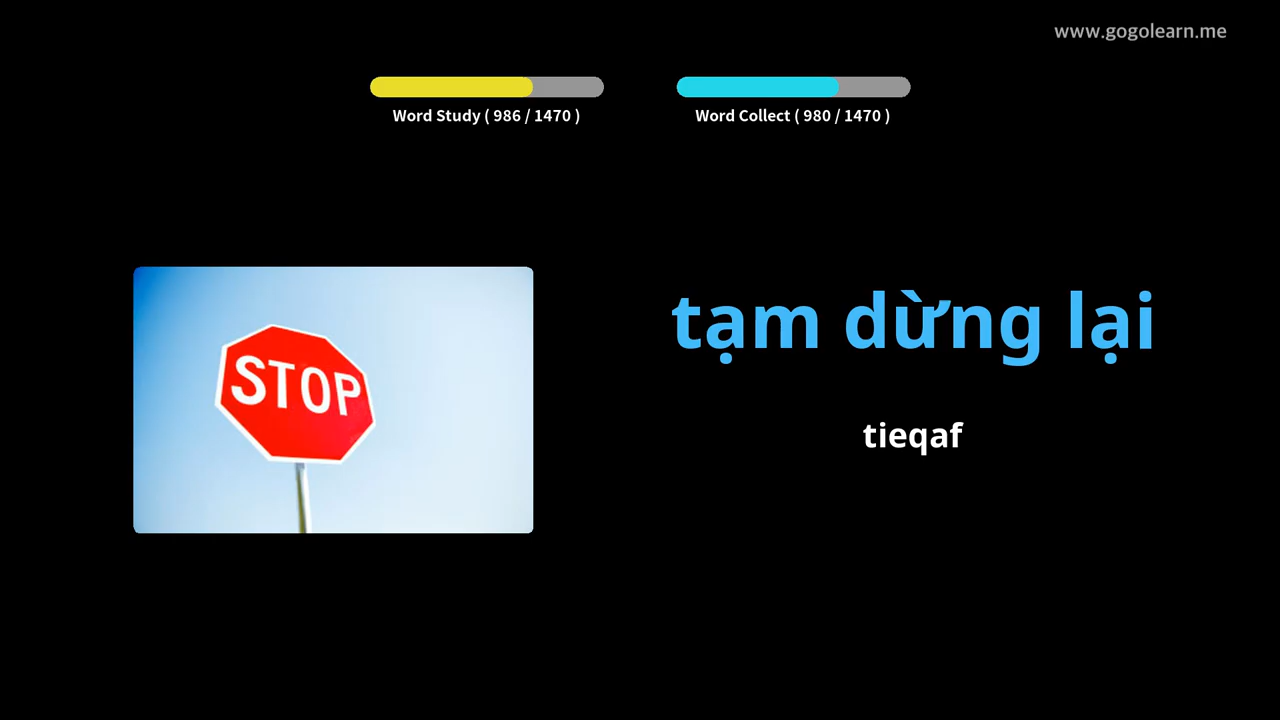 www.gogolearn.me
Word Study ( 986 / 1470 )
Word Collect ( 980 / 1470 )
tạm dừng lại
STOP
tieqaf